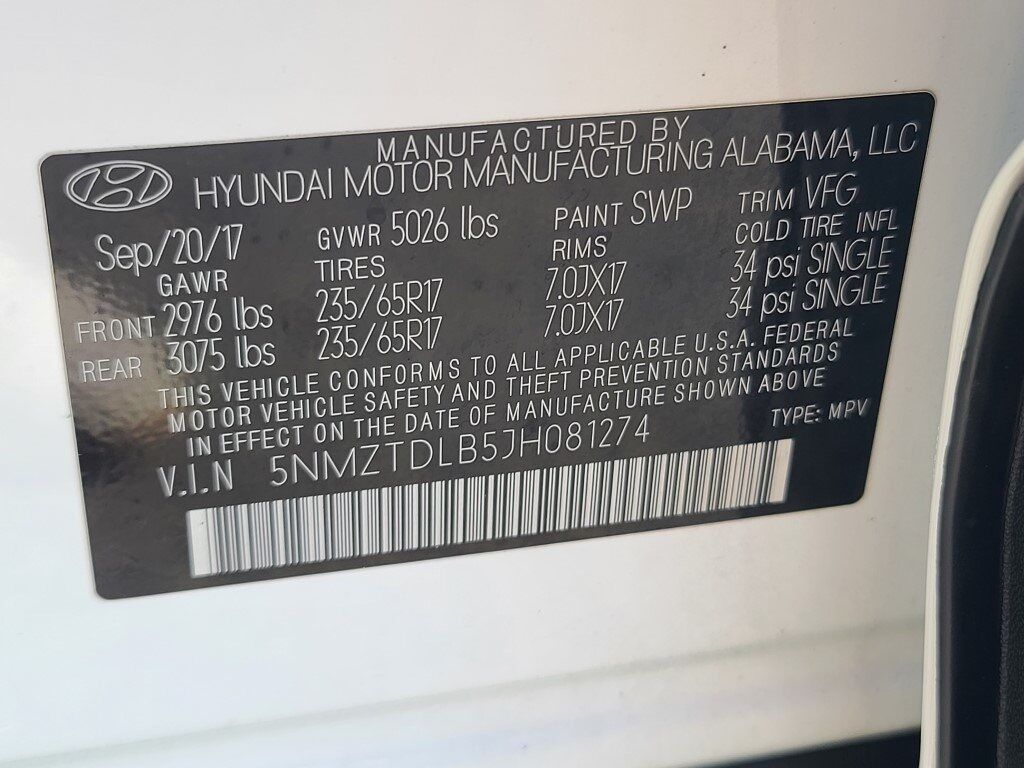 MANUFACTURED BY
HYUNDAI MOTOR MANUFACTURING ALABAMA, LLC
Sep/20/17 GVWR 5026 lbs PAINT SWP TRIM VFG
GAWR TIRES RIMS COLD TIRE INFL
FRONT 2976 lbs 235/65R17 7.0JX17 34 psi SINGLE
REAR 3075 lbs 235/65R17 7.0JX17 34 psi SINGLE
THIS VEHICLE CONFORMS TO ALL APPLICABLE U.S.A. FEDERAL
MOTOR VEHICLE SAFETY AND THEFT PREVENTION STANDARDS
IN EFFECT ON THE DATE OF MANUFACTURE SHOWN ABOVE
V.I.N 5NMZTDLB5JH081274 TYPE: MPV